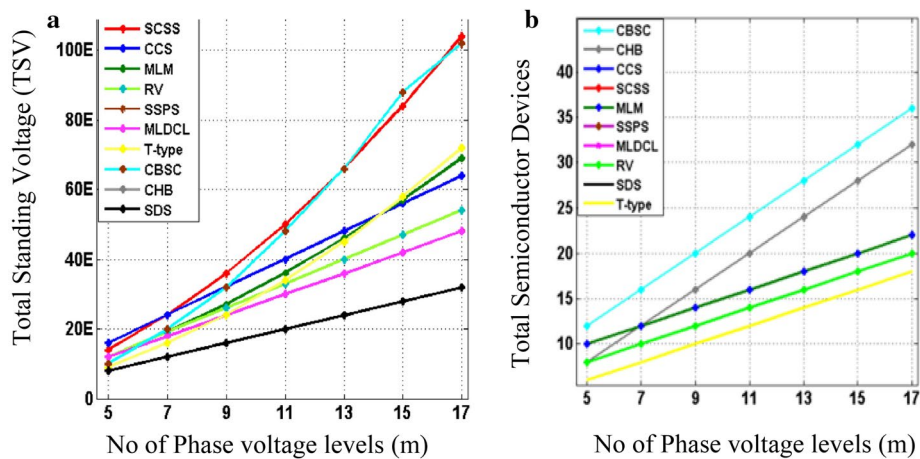 a
Total Standing Voltage (TSV)
100E
80E
60E
40E
20E
0
SCSS
CCS
MLM
RV
SSPS
MLDCL
T-type
CBSC
CHB
SDS
5 7 9 11 13 15 17
No of Phase voltage levels (m)
b
Total Semiconductor Devices
40
35
30
25
20
15
10
CBSC
CHB
CCS
SCSS
MLM
SSPS
MLDCL
RV
SDS
T-type
5 7 9 11 13 15 17
No of Phase voltage levels (m)